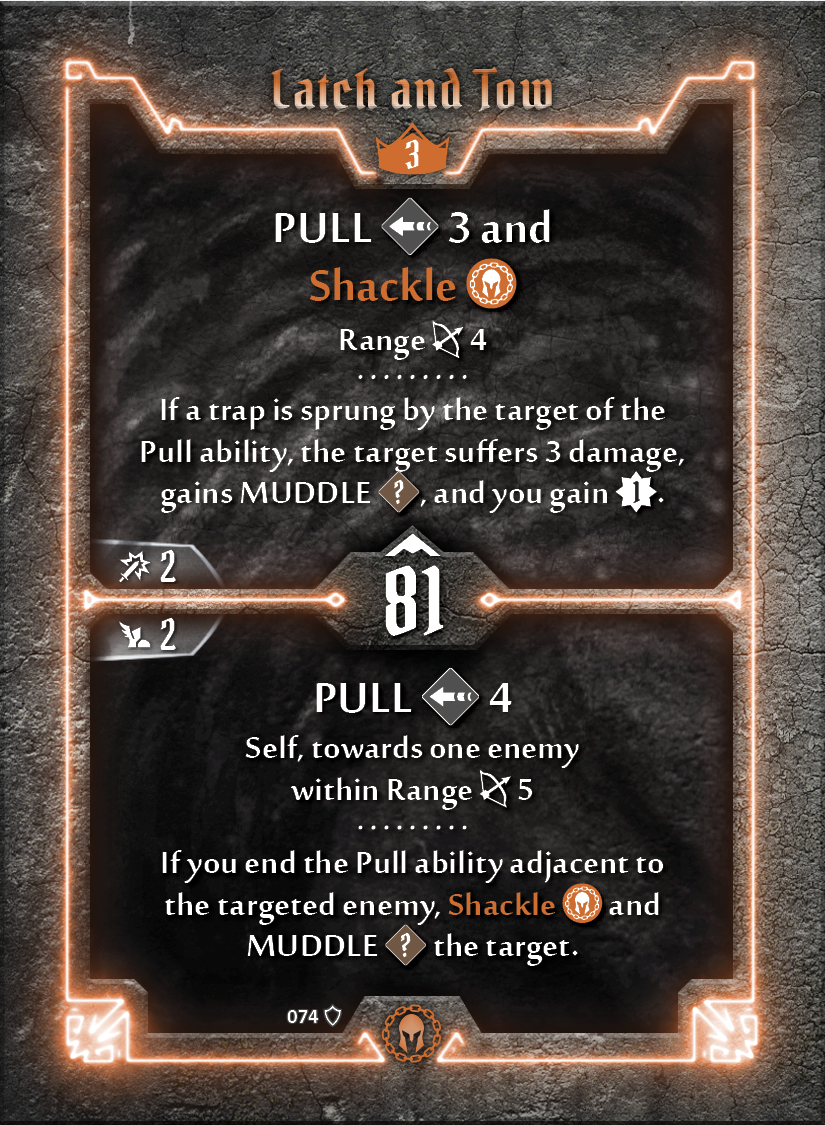 Latch and Tow
3
PULL 3 and
Shackle
Range 4
.........
If a trap is sprung by the target of the
Pull ability, the target suffers 3 damage,
gains MUDDLE ?, and you gain 1.
2
81
2
PULL 4
Self, towards one enemy
within Range 5
.........
If you end the Pull ability adjacent to
the targeted enemy, Shackle and
MUDDLE ? the target.
074